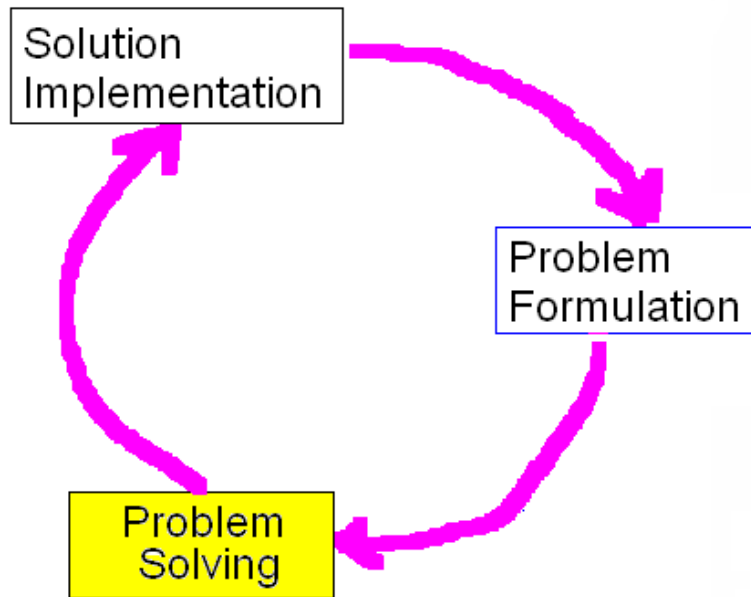 Solution
Implementation
Problem
Formulation
Problem
Solving